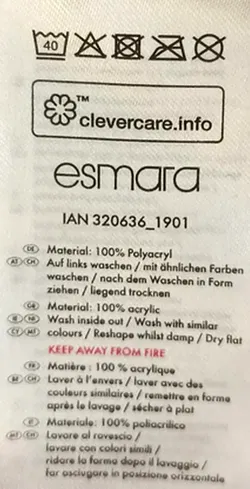 40
™
clevercare.info
esmara
IAN 320636_1901
DE Material: 100% Polyacryl
AT CH Auf links waschen / mit ähnlichen Farben
waschen / nach dem Waschen in Form
ziehen / liegend trocknen
GB Material: 100% acrylic
IE Wash inside out / Wash with similar
CY MT colours / Reshape whilst damp / Dry flat
KEEP AWAY FROM FIRE
FR Matière : 100 % acrylique
BE CH Laver à l'envers / laver avec des
couleurs similaires / remettre en forme
après le lavage / sécher à plat
IT Materiale: 100% poliacrilico
MT CH Lavare al rovescio /
lavare con colori simili /
ridare la forma dopo il lavaggio /
far asciugare in posizione orizzontale